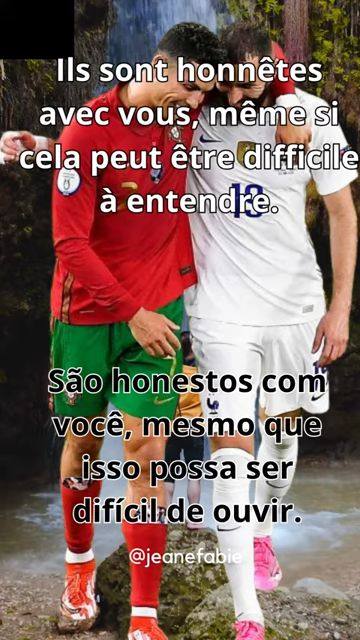 Ils sont honnêtes
avec vous, même si
cela peut être difficile
à entendre.
São honestos com
você, mesmo que
isso possa ser
difícil de ouvir.
@jeanefabie